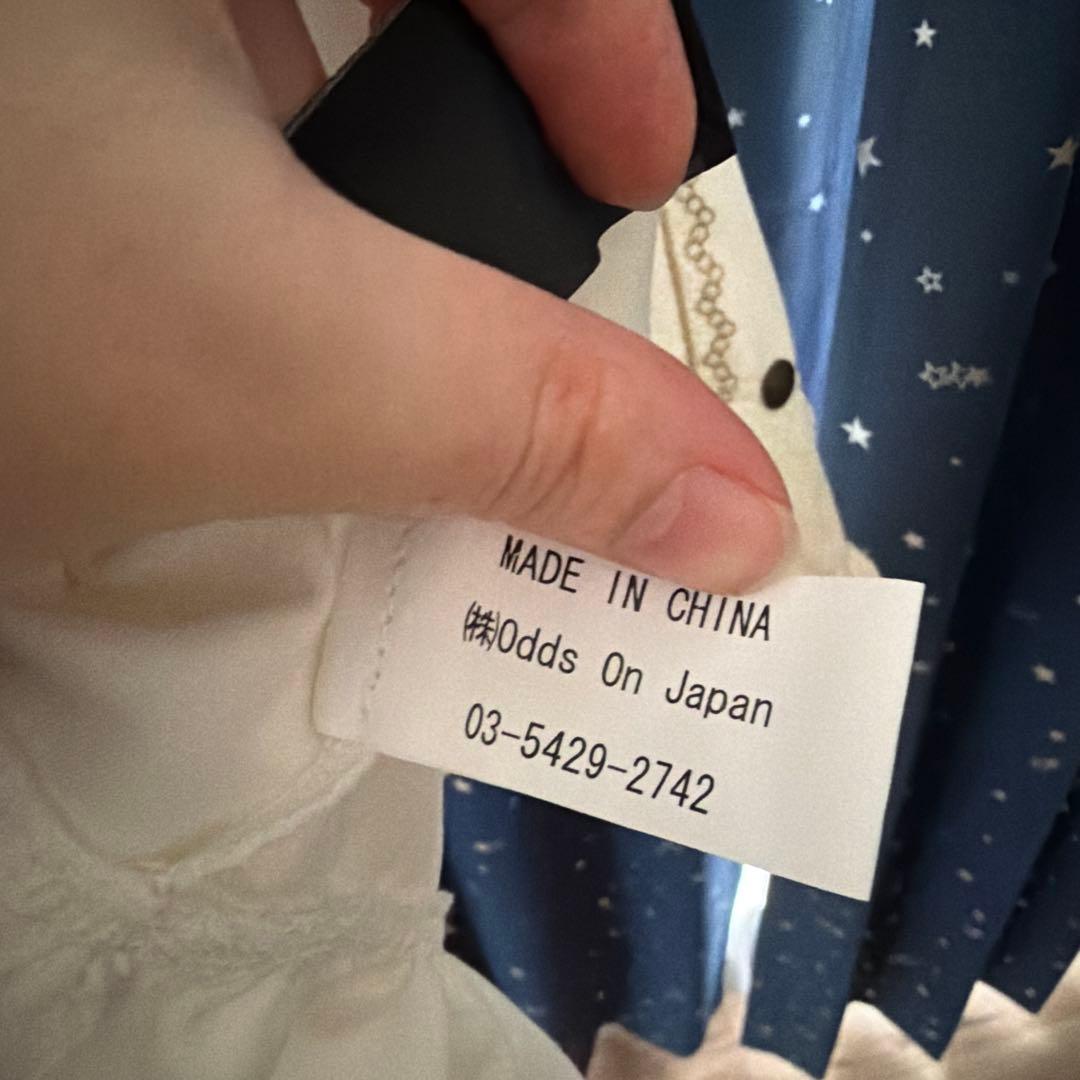 MADE IN CHINA
㈱Odds On Japan
03-5429-2742